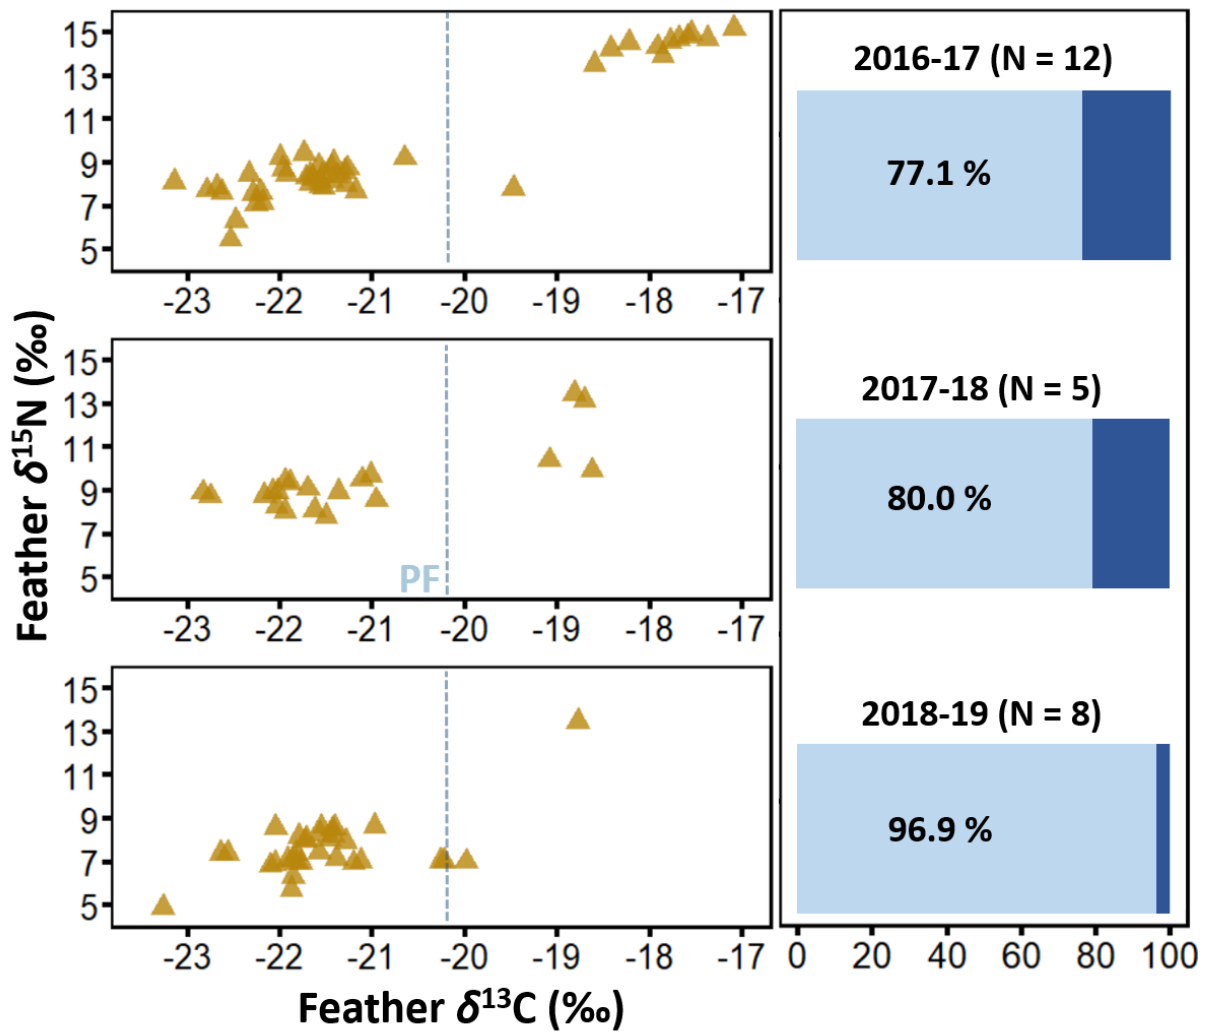 15
13
11
9
7
5
-23 -22 -21 -20 -19 -18 -17
2016-17 (N = 12)
77.1 %
Feather δ15N (‰)
15
13
11
9
7
5
PF
-23 -22 -21 -20 -19 -18 -17
2017-18 (N = 5)
80.0 %
15
13
11
9
7
5
-23 -22 -21 -20 -19 -18 -17
Feather δ13C (‰)
2018-19 (N = 8)
96.9 %
0 20 40 60 80 100